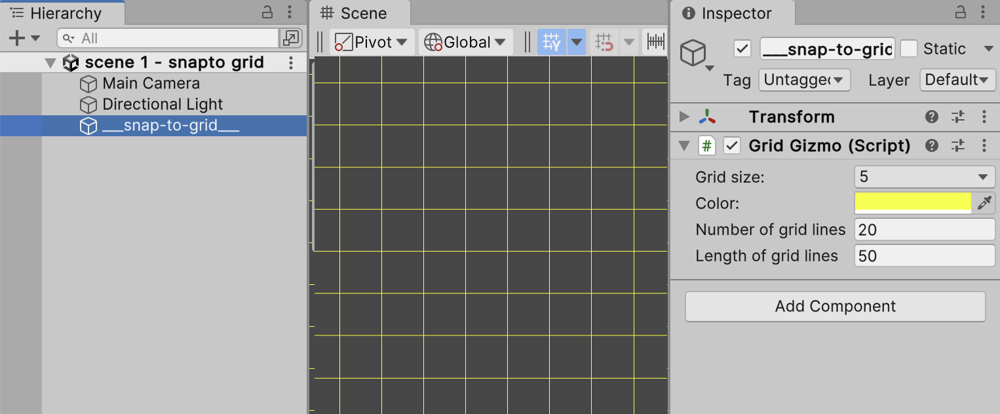 Hierarchy
All
scene 1 - snapto grid
Main Camera
Directional Light
___snap-to-grid___
Scene
Pivot Global
Inspector
___snap-to-grid Static
Tag Untagged Layer Default
Transform
# Grid Gizmo (Script)
Grid size: 5
Color:
Number of grid lines 20
Length of grid lines 50
Add Component